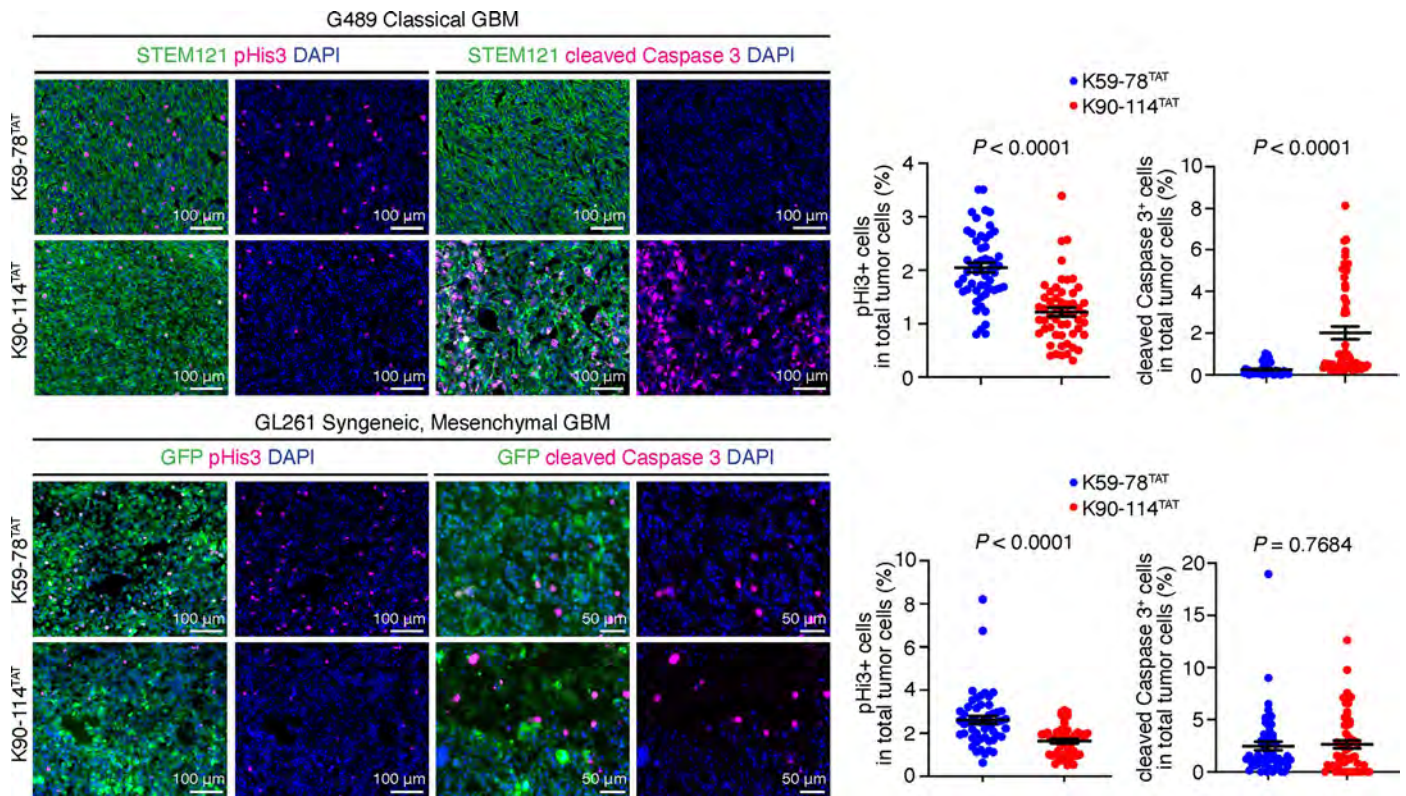 G489 Classical GBM
STEM121 pHis3 DAPI
STEM121 cleaved Caspase 3 DAPI
K59-78TAT
100 µm
100 µm
100 µm
100 µm
K90-114TAT
100 µm
100 µm
100 µm
100 µm
K59-78TAT
K90-114TAT
P < 0.0001
pHi3+ cells
in total tumor cells (%)
4
3
2
1
0
P < 0.0001
cleaved Caspase 3+ cells
in total tumor cells (%)
10
8
6
4
2
0
GL261 Syngeneic, Mesenchymal GBM
GFP pHis3 DAPI
GFP cleaved Caspase 3 DAPI
K59-78TAT
100 µm
100 µm
50 µm
50 µm
K90-114TAT
100 µm
100 µm
50 µm
50 µm
K59-78TAT
K90-114TAT
P < 0.0001
pHi3+ cells
in total tumor cells (%)
10
8
6
4
2
0
P = 0.7684
cleaved Caspase 3+ cells
in total tumor cells (%)
20
15
10
5
0